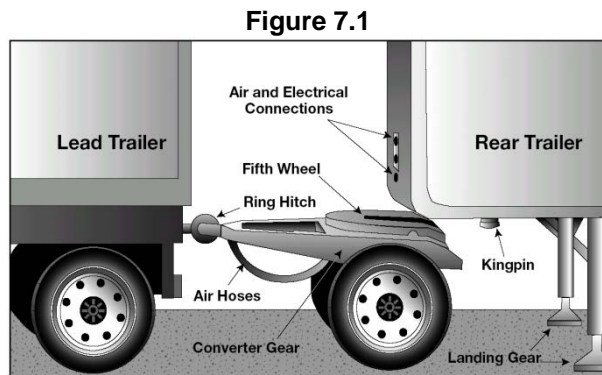 Figure 7.1
Air and Electrical
Connections
Lead Trailer
Rear Trailer
Fifth Wheel
Ring Hitch
Kingpin
Air Hoses
Converter Gear
Landing Gear